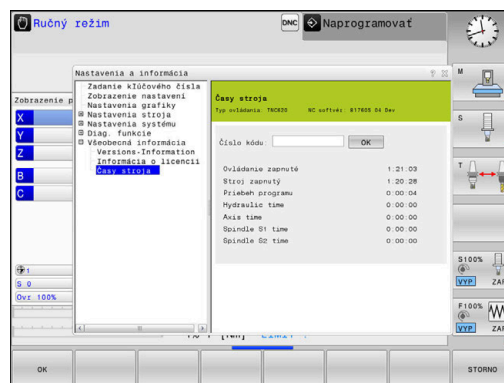 Ručný režim
DNC
Naprogramovať
Nastavenia a informácia
Zobrazenie p
X
Y
Z
B
C
1
S 0
Ovr 100%
Zadanie kľúčového čísla
Zobrazenie nastavení
Nastavenia grafiky
Nastavenia stroja
Nastavenia systému
Diag. funkcie
Všeobecná informácia
Versions-Information
Informácia o licencii
Časy stroja
Časy stroja
Typ ovládania: TNC620 NC softvér: 817605 04 Dev
Číslo kódu
OK
Ovládanie zapnuté 1:21:03
Stroj zapnutý 1:20:28
Priebeh programu 0:00:04
Hydraulic time 0:00:00
Axis time 0:00:00
Spindle S1 time 0:00:00
Spindle S2 time 0:00:00
M
S
T
S100%
VYP ZAP
F100%
VYP ZAP
OK
STORNO